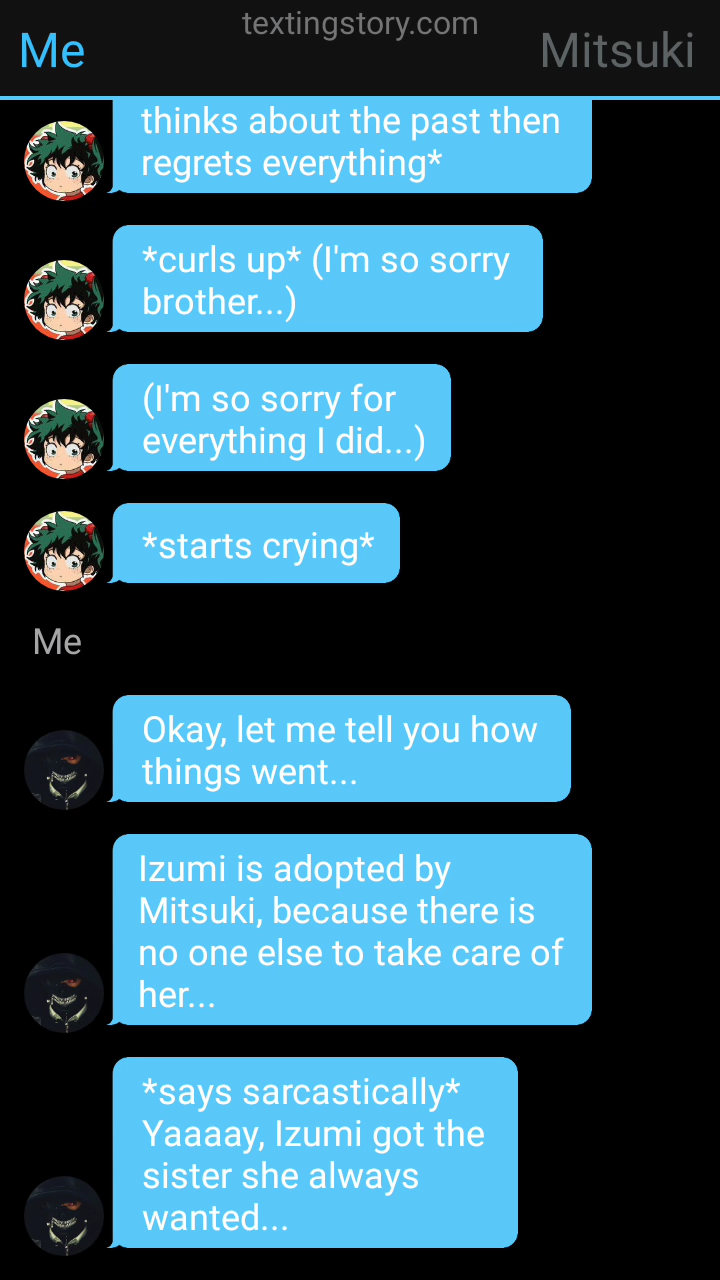 textingstory.com
Me
Mitsuki
thinks about the past then
regrets everything*
*curls up* (I'm so sorry
brother...)
(I'm so sorry for
everything I did...)
*starts crying*
Me
Okay, let me tell you how
things went...
Izumi is adopted by
Mitsuki, because there is
no one else to take care of
her...
*says sarcastically*
Yaaaay, Izumi got the
sister she always
wanted...